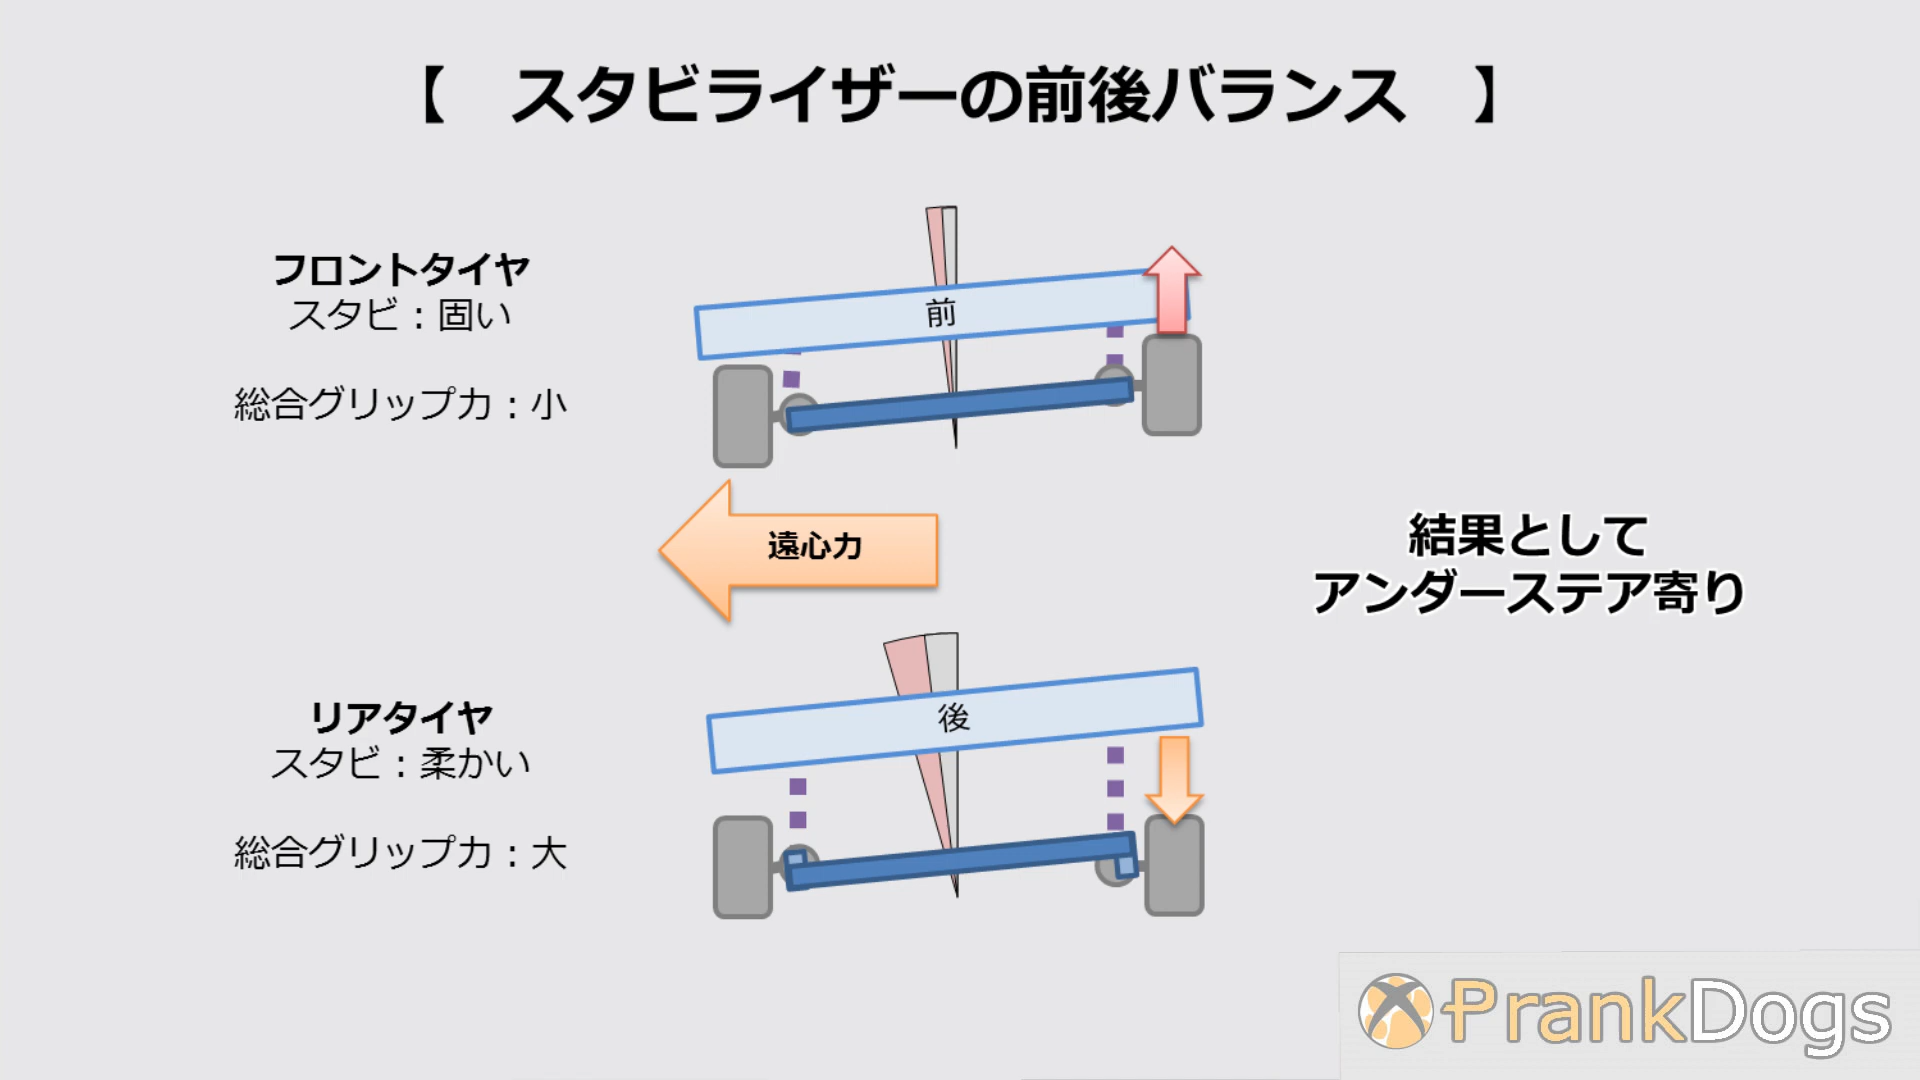 【 スタビライザーの前後バランス 】
フロントタイヤ
スタビ：固い
総合グリップ力：小
前
遠心力
結果として
アンダーステア寄り
リアタイヤ
スタビ：柔かい
総合グリップ力：大
後
PrankDogs